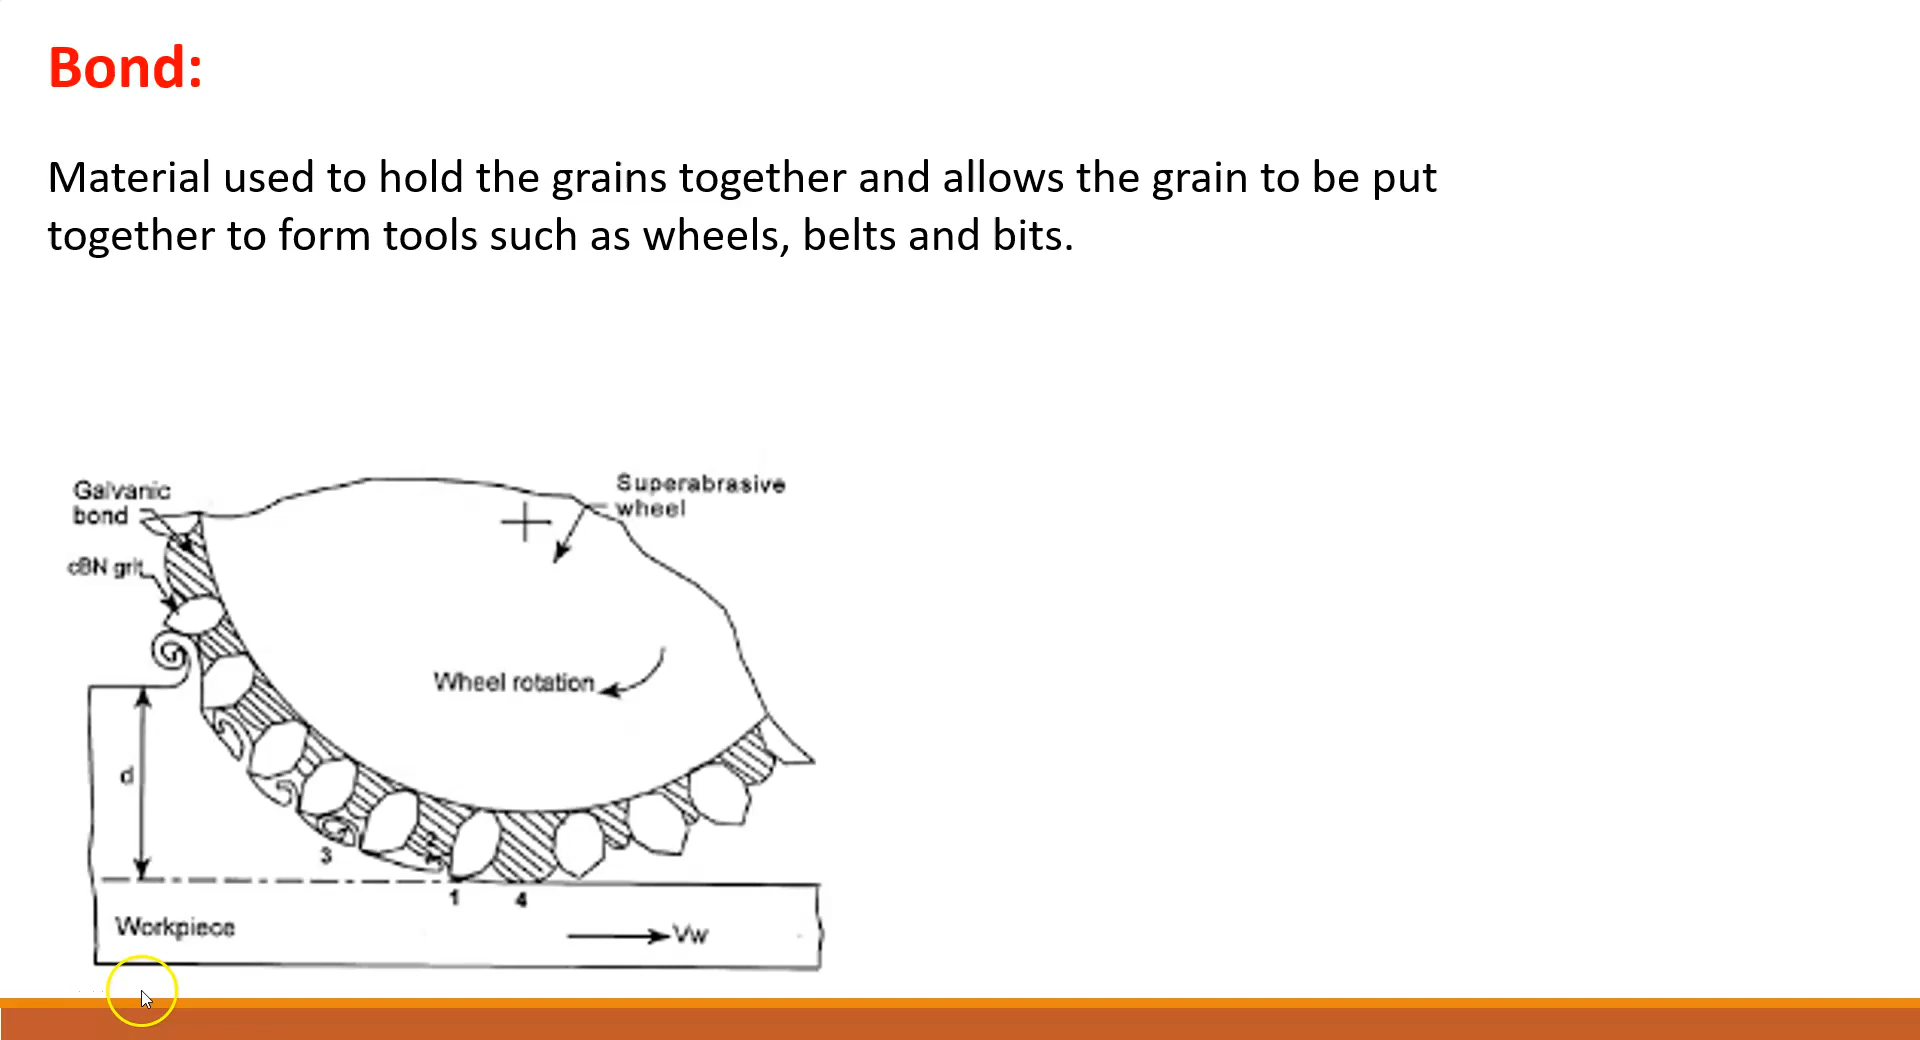 Bond:
Material used to hold the grains together and allows the grain to be put
together to form tools such as wheels, belts and bits.
Galvanic
bond
cBN grit
Superabrasive
wheel
Wheel rotation
d
3
2
1
4
Workpiece
Vw